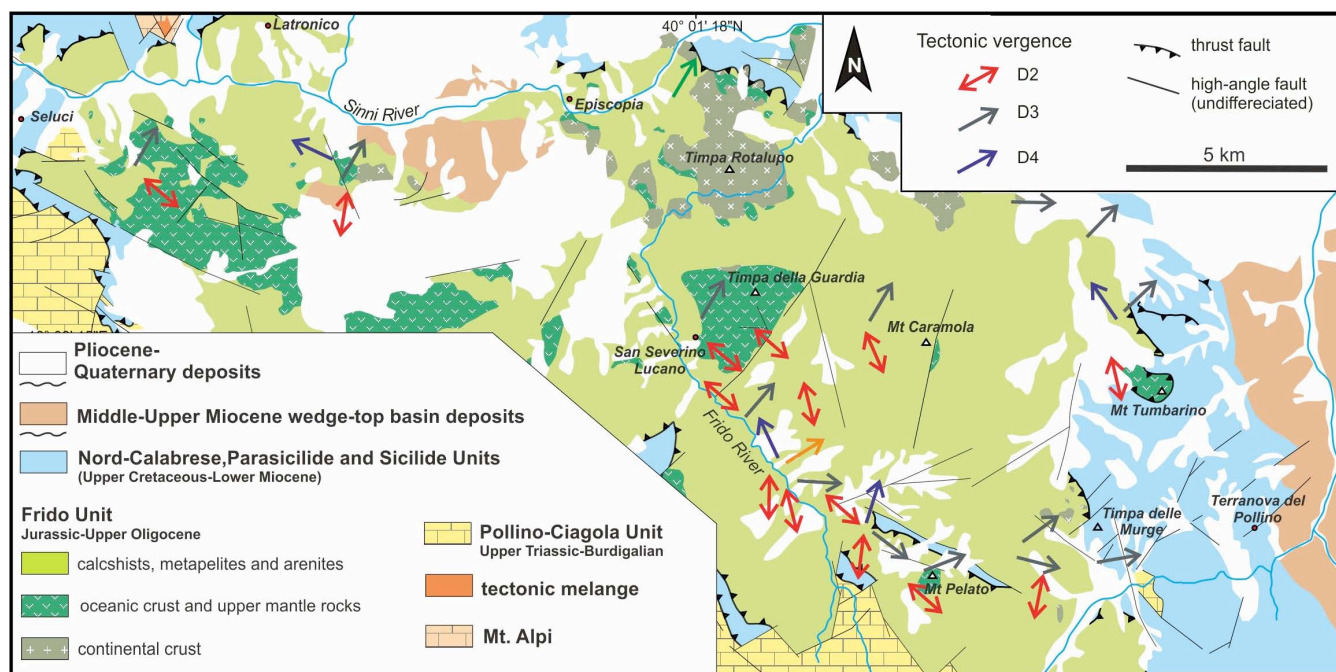 Latronico
40° 01' 18"N
Seluci
Sinni River
Episcopia
Timpa Rotalupo
Tectonic vergence
D2
D3
D4
N
thrust fault
high-angle fault
(undiffereciated)
5 km
Timpa della Guardia
San Severino
Lucano
Mt Caramola
Mt Tumbarino
Frido River
Timpa delle
Murge
Terranova del
Pollino
Mt Pelato
Pliocene-
Quaternary deposits
Middle-Upper Miocene wedge-top basin deposits
Nord-Calabrese,Parasicilide and Sicilide Units
(Upper Cretaceous-Lower Miocene)
Frido Unit
Jurassic-Upper Oligocene
calcshists, metapelites and arenites
oceanic crust and upper mantle rocks
continental crust
Pollino-Ciagola Unit
Upper Triassic-Burdigalian
tectonic melange
Mt. Alpi